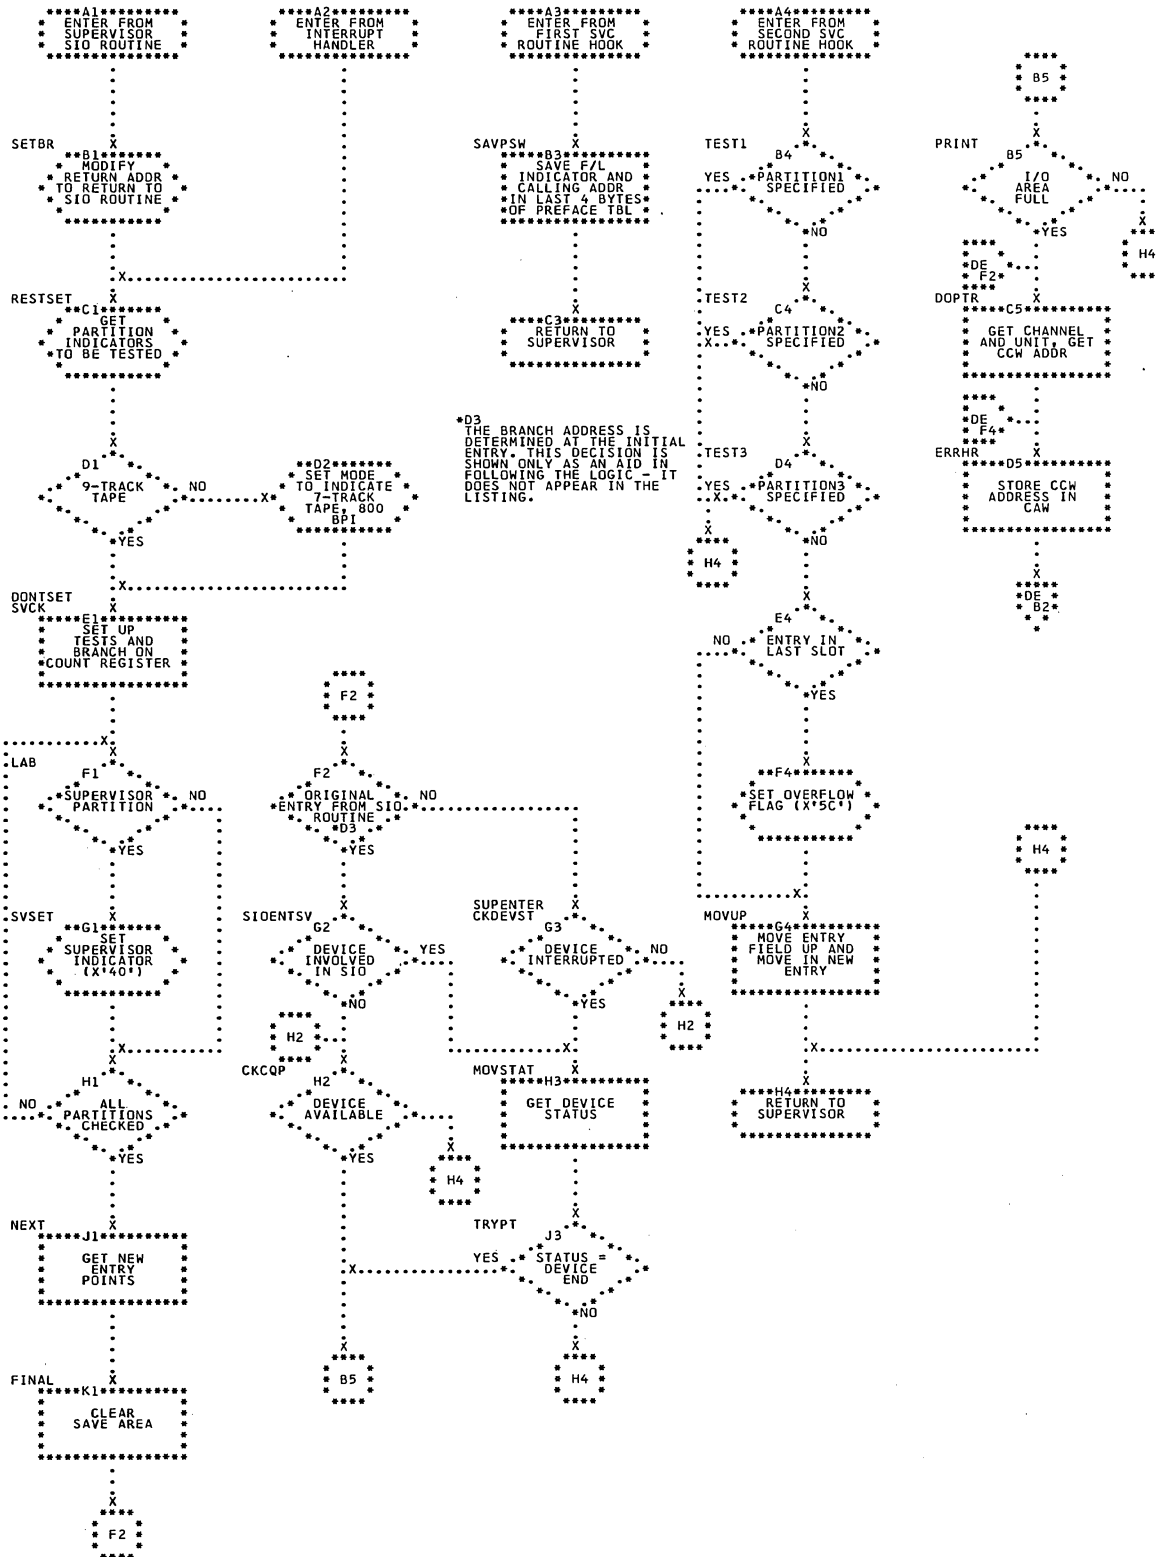 A1
ENTER FROM
SUPERVISOR
SIO ROUTINE
A2
ENTER FROM
INTERRUPT
HANDLER
A3
ENTER FROM
FIRST SVC
ROUTINE HOOK
A4
ENTER FROM
SECOND SVC
ROUTINE HOOK
B5
SETBR
B1
MODIFY
RETURN ADDR
TO RETURN TO
SIO ROUTINE
SAVPSW
B3
SAVE F/L
INDICATOR AND
CALLING ADDR
IN LAST 4 BYTES
OF PREFACE TBL
TEST1
B4
YES
PARTITION1
SPECIFIED
NO
PRINT
B5
I/O
AREA
FULL
NO
YES
H4
DE
F2
RESTSET
C1
GET
PARTITION
INDICATORS
TO BE TESTED
C3
RETURN TO
SUPERVISOR
TEST2
C4
YES
PARTITION2
SPECIFIED
NO
DOPTR
C5
GET CHANNEL
AND UNIT, GET
CCW ADDR
DE
F4
*D3
THE BRANCH ADDRESS IS
DETERMINED AT THE INITIAL
ENTRY. THIS DECISION IS
SHOWN ONLY AS AN AID IN
FOLLOWING THE LOGIC - IT
DOES NOT APPEAR IN THE
LISTING.
D1
9-TRACK
TAPE
NO
YES
D2
SET MODE
TO INDICATE
7-TRACK
TAPE, 800
BPI
TEST3
D4
YES
PARTITION3
SPECIFIED
NO
H4
ERRHR
D5
STORE CCW
ADDRESS IN
CAW
DE
B2
DONTSET
SVCK
E1
SET UP
TESTS AND
BRANCH ON
COUNT REGISTER
E4
NO
ENTRY IN
LAST SLOT
YES
F2
LAB
F1
SUPERVISOR
PARTITION
NO
YES
F2
ORIGINAL
ENTRY FROM SIO
ROUTINE
*D3
NO
YES
F4
SET OVERFLOW
FLAG (X'5C')
H4
SVSET
G1
SET
SUPERVISOR
INDICATOR
(X'40')
SIOENTSV
G2
DEVICE
INVOLVED
IN SIO
YES
NO
SUPENTER
CKDEVST
G3
DEVICE
INTERRUPTED
NO
YES
H2
MOVUP
G4
MOVE ENTRY
FIELD UP AND
MOVE IN NEW
ENTRY
H2
H1
NO
ALL
PARTITIONS
CHECKED
YES
CKCQP
H2
DEVICE
AVAILABLE
YES
H4
MOVSTAT
H3
GET DEVICE
STATUS
H4
RETURN TO
SUPERVISOR
NEXT
J1
GET NEW
ENTRY
POINTS
TRYPT
J3
YES
STATUS =
DEVICE
END
NO
B5
H4
FINAL
K1
CLEAR
SAVE AREA
F2